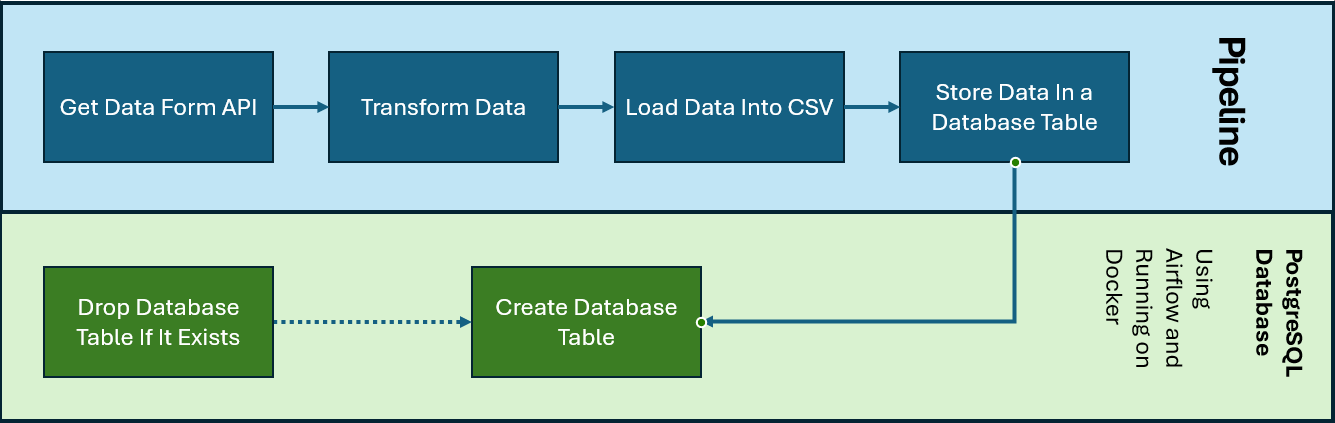 Get Data Form API
Transform Data
Load Data Into CSV
Store Data In a
Database Table
Pipeline
Drop Database
Table If It Exists
Create Database
Table
PostgreSQL
Database
Using
Airflow and
Running on
Docker